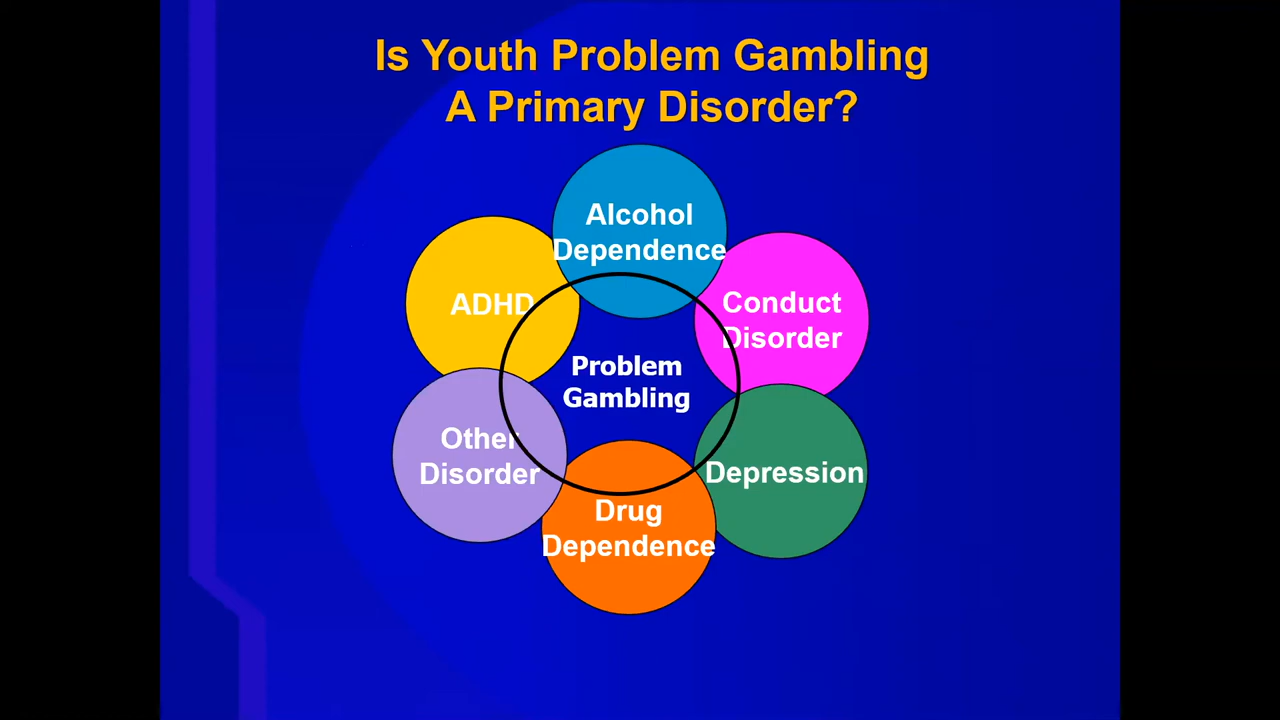 Is Youth Problem Gambling
A Primary Disorder?
Alcohol
Dependence
ADHD
Conduct
Disorder
Problem
Gambling
Other
Disorder
Depression
Drug
Dependence